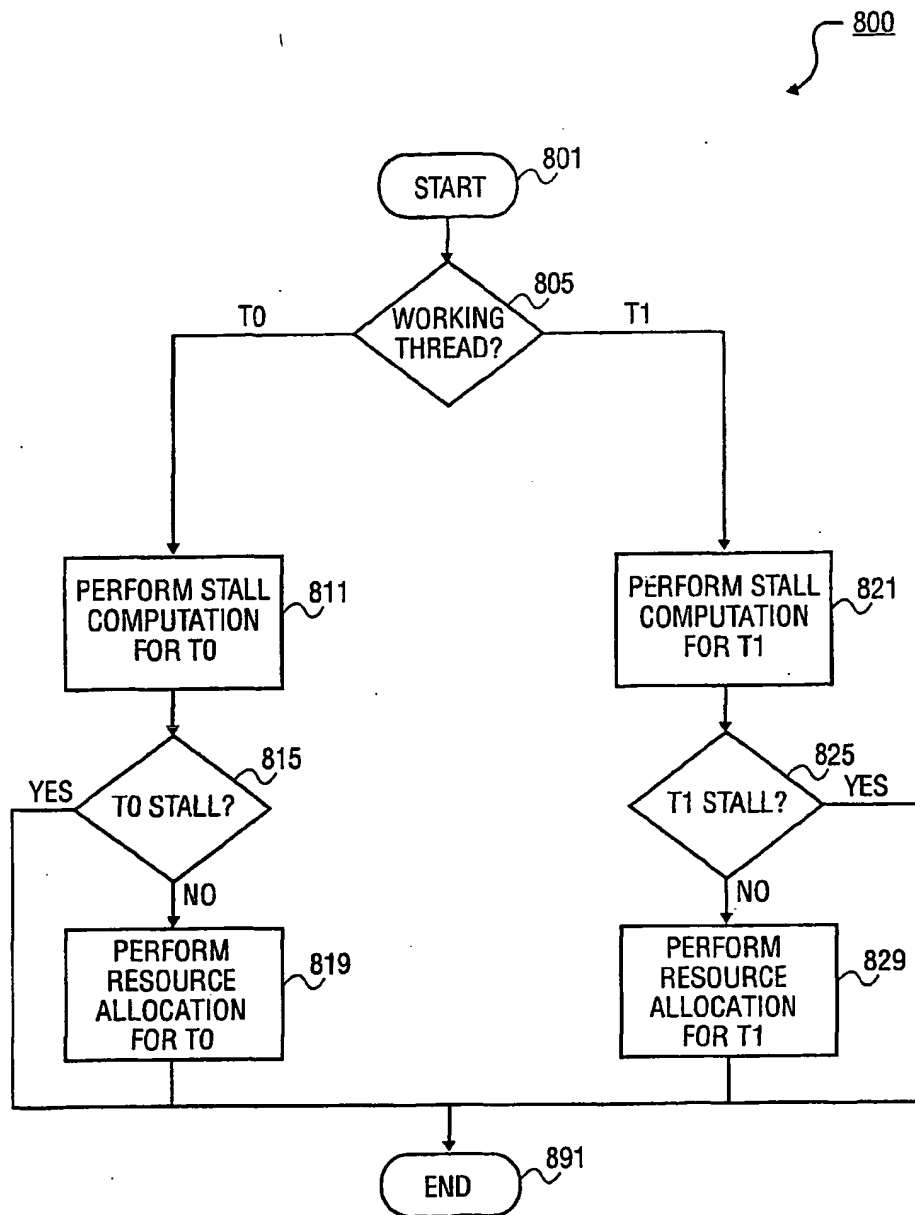 800
801
START
805
T0
WORKING
THREAD?
T1
PERFORM STALL
COMPUTATION
FOR T0
811
PERFORM STALL
COMPUTATION
FOR T1
821
815
YES
T0 STALL?
NO
825
T1 STALL?
YES
NO
PERFORM
RESOURCE
ALLOCATION
FOR T0
819
PERFORM
RESOURCE
ALLOCATION
FOR T1
829
END
891